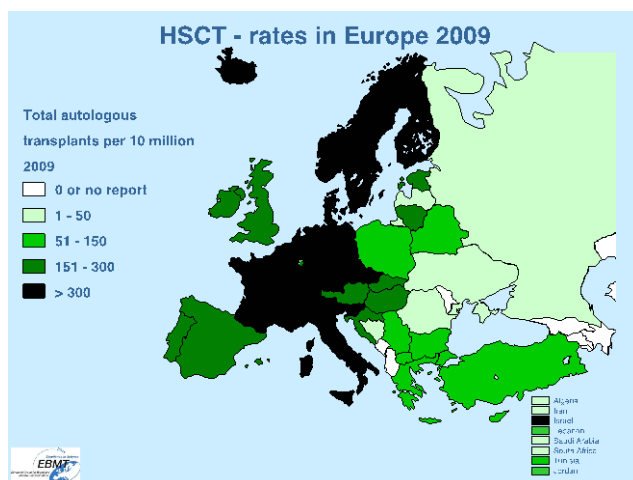 HSCT - rates in Europe 2009
Total autologous
transplants per 10 million
2009
0 or no report
1 - 50
51 - 150
151 - 300
> 300
Algeria
Iran
Israel
Lebanon
Saudi Arabia
South Africa
Tunisia
Jordan
EBMT